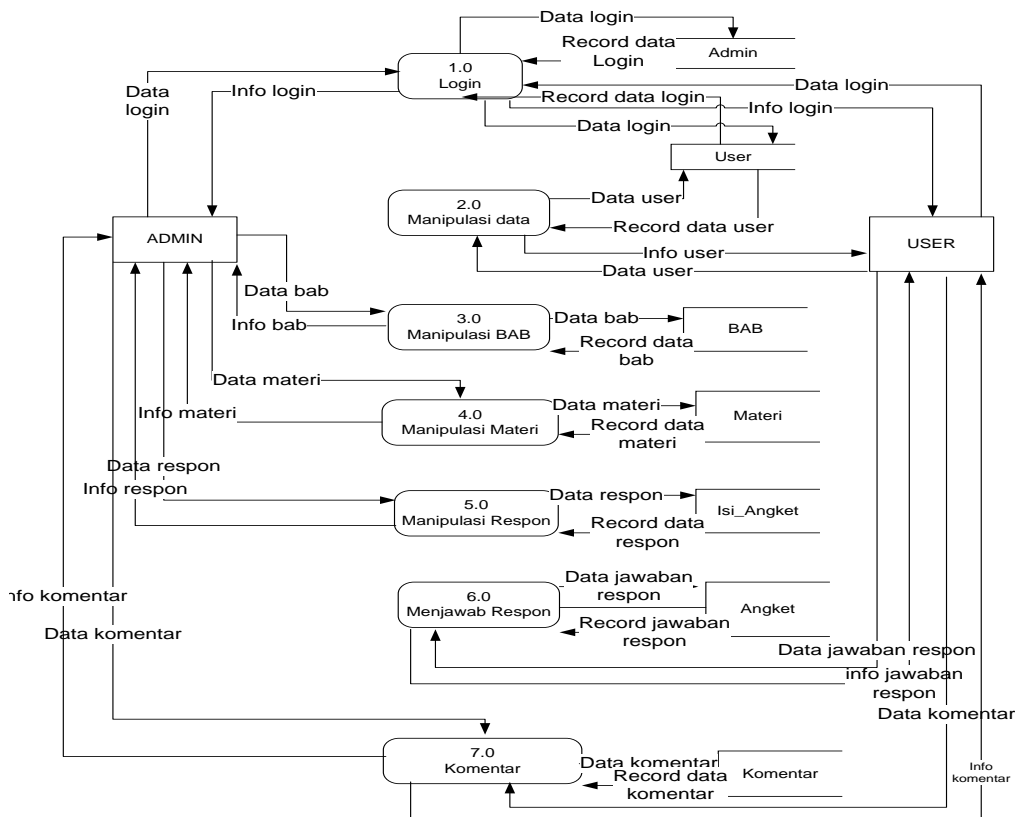 Data login
Record data
Login
Admin
1.0
Login
Data
login
Info login
Data login
Record data login
Info login
Data login
User
Data user
2.0
Manipulasi data
Record data user
ADMIN
USER
Info user
Data user
Data bab
Info bab
3.0
Manipulasi BAB
Data bab
Record data
bab
BAB
Data materi
Info materi
4.0
Manipulasi Materi
Data materi
Record data
materi
Materi
Data respon
Info respon
5.0
Manipulasi Respon
Data respon
Record data
respon
Isi_Angket
6.0
Menjawab Respon
Data jawaban
respon
Record jawaban
respon
Angket
nfo komentar
Data komentar
Data jawaban respon
info jawaban
respon
Data komentar
7.0
Komentar
Data komentar
Record data
komentar
Komentar
Info
komentar